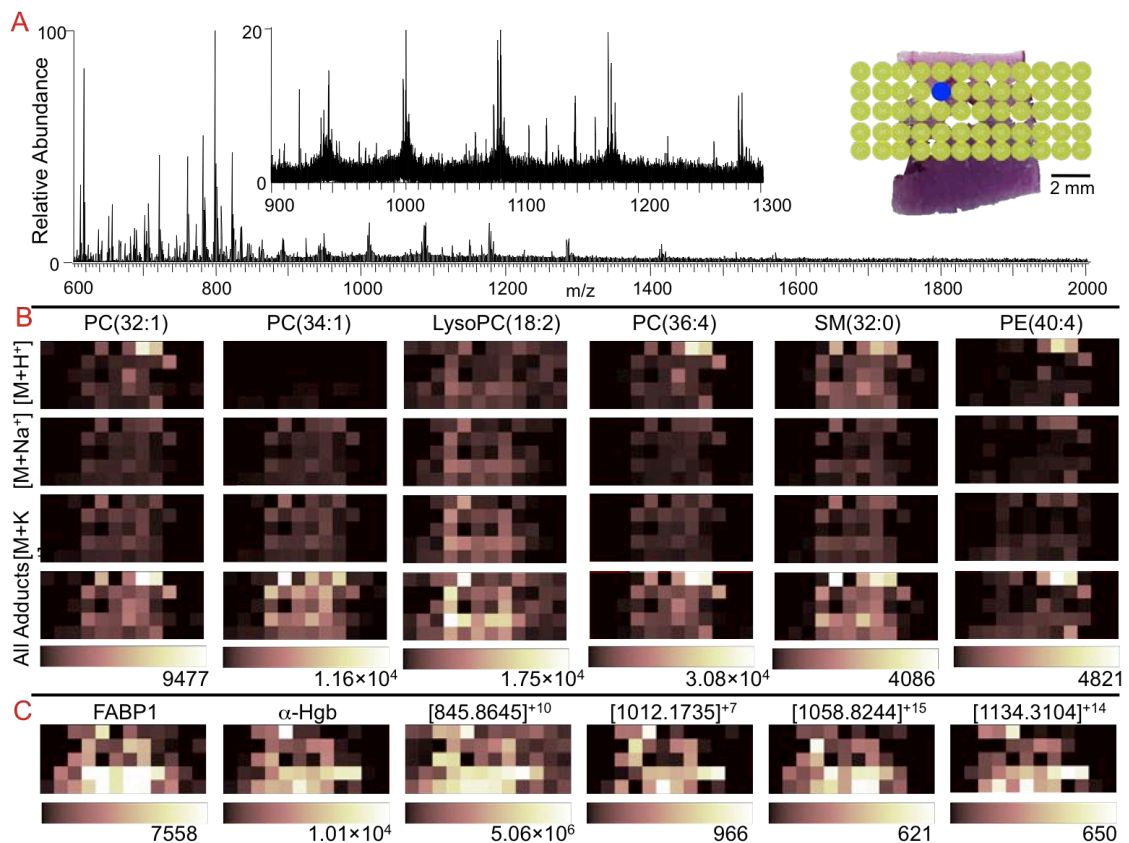 A
100
Relative Abundance
0
20
0
900 1000 1100 1200 1300
600 800 1000 1200 1400 1600 1800 2000
m/z
2 mm
B
PC(32:1) PC(34:1) LysoPC(18:2) PC(36:4) SM(32:0) PE(40:4)
[M+H⁺]
[M+Na⁺]
[M+K
All Adducts
9477 1.16×10⁴ 1.75×10⁴ 3.08×10⁴ 4086 4821
C
FABP1 α-Hgb [845.8645]⁺¹⁰ [1012.1735]⁺⁷ [1058.8244]⁺¹⁵ [1134.3104]⁺¹⁴
7558 1.01×10⁴ 5.06×10⁶ 966 621 650